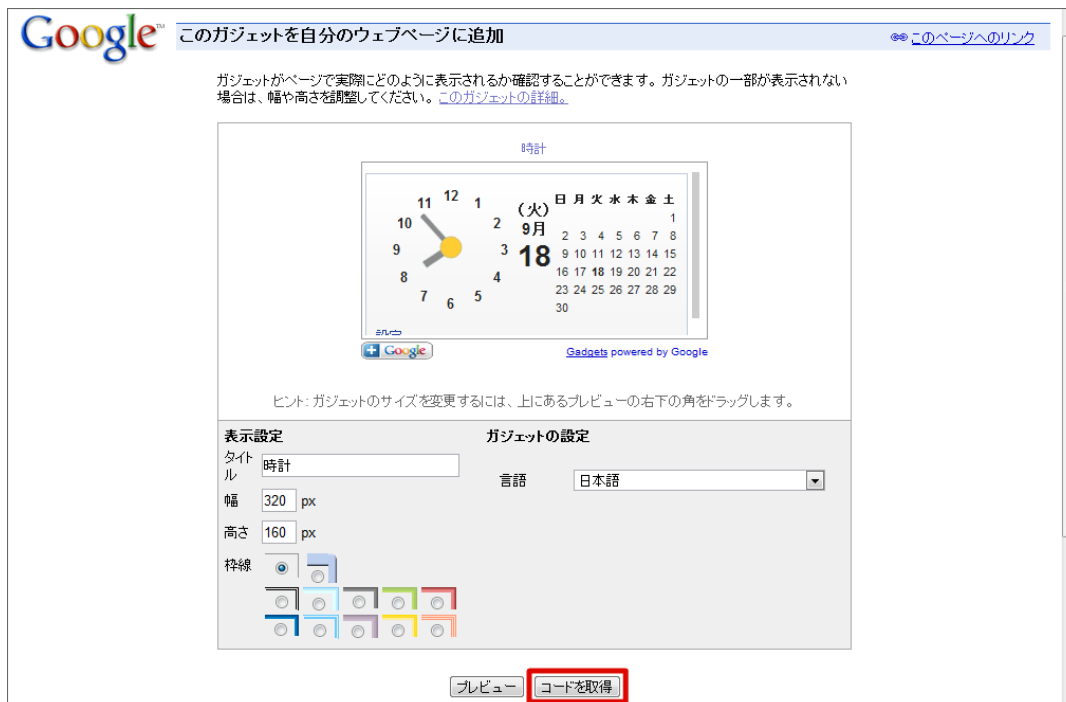 Google™ このガジェットを自分のウェブページに追加 このページへのリンク
ガジェットがページで実際にどのように表示されるか確認することができます。ガジェットの一部が表示されない
場合は、幅や高さを調整してください。このガジェットの詳細。
時計
12
11 1
10 2
9 3
8 4
7 5
6
(火)
9月
18
日 月 火 水 木 金 土
1
2 3 4 5 6 7 8
9 10 11 12 13 14 15
16 17 18 19 20 21 22
23 24 25 26 27 28 29
30
設定
Google Gadgets powered by Google
ヒント: ガジェットのサイズを変更するには、上にあるプレビューの右下の角をドラッグします。
表示設定 ガジェットの設定
タイト
ル 時計
言語 日本語
幅 320 px
高さ 160 px
枠線
プレビュー コードを取得